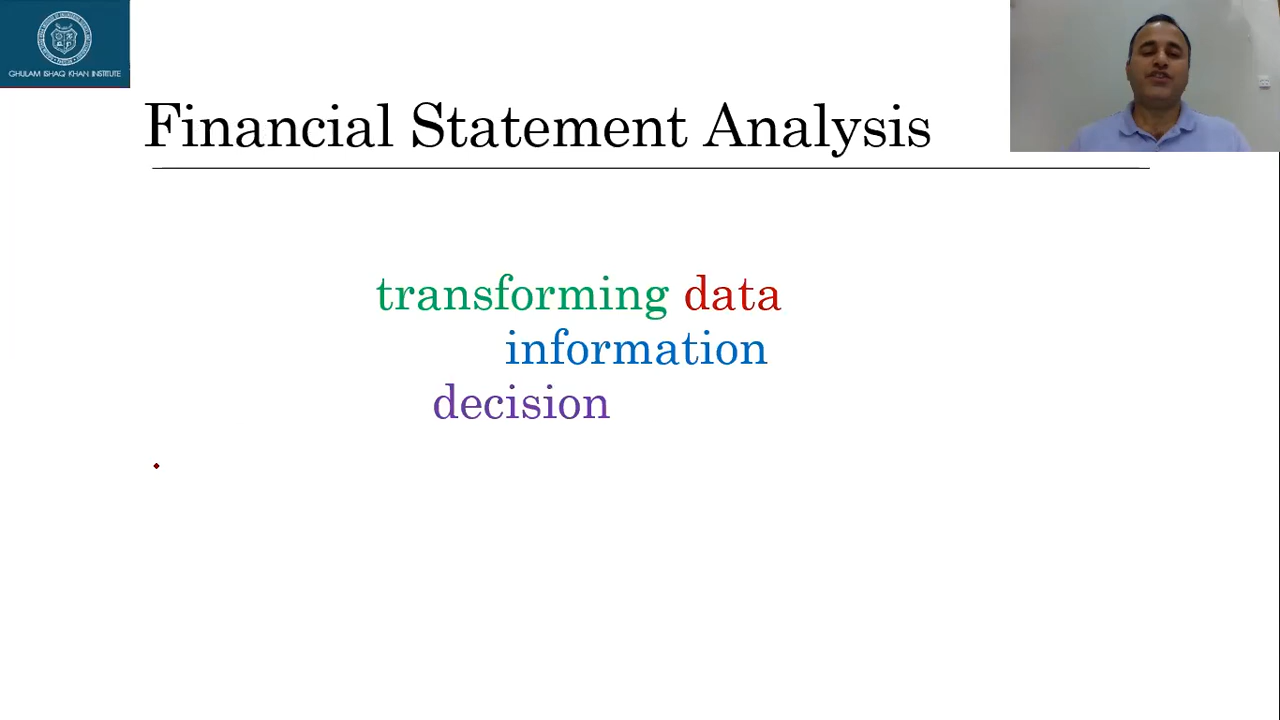 GHULAM ISHAQ KHAN INSTITUTE
Financial Statement Analysis
transforming data
information
decision